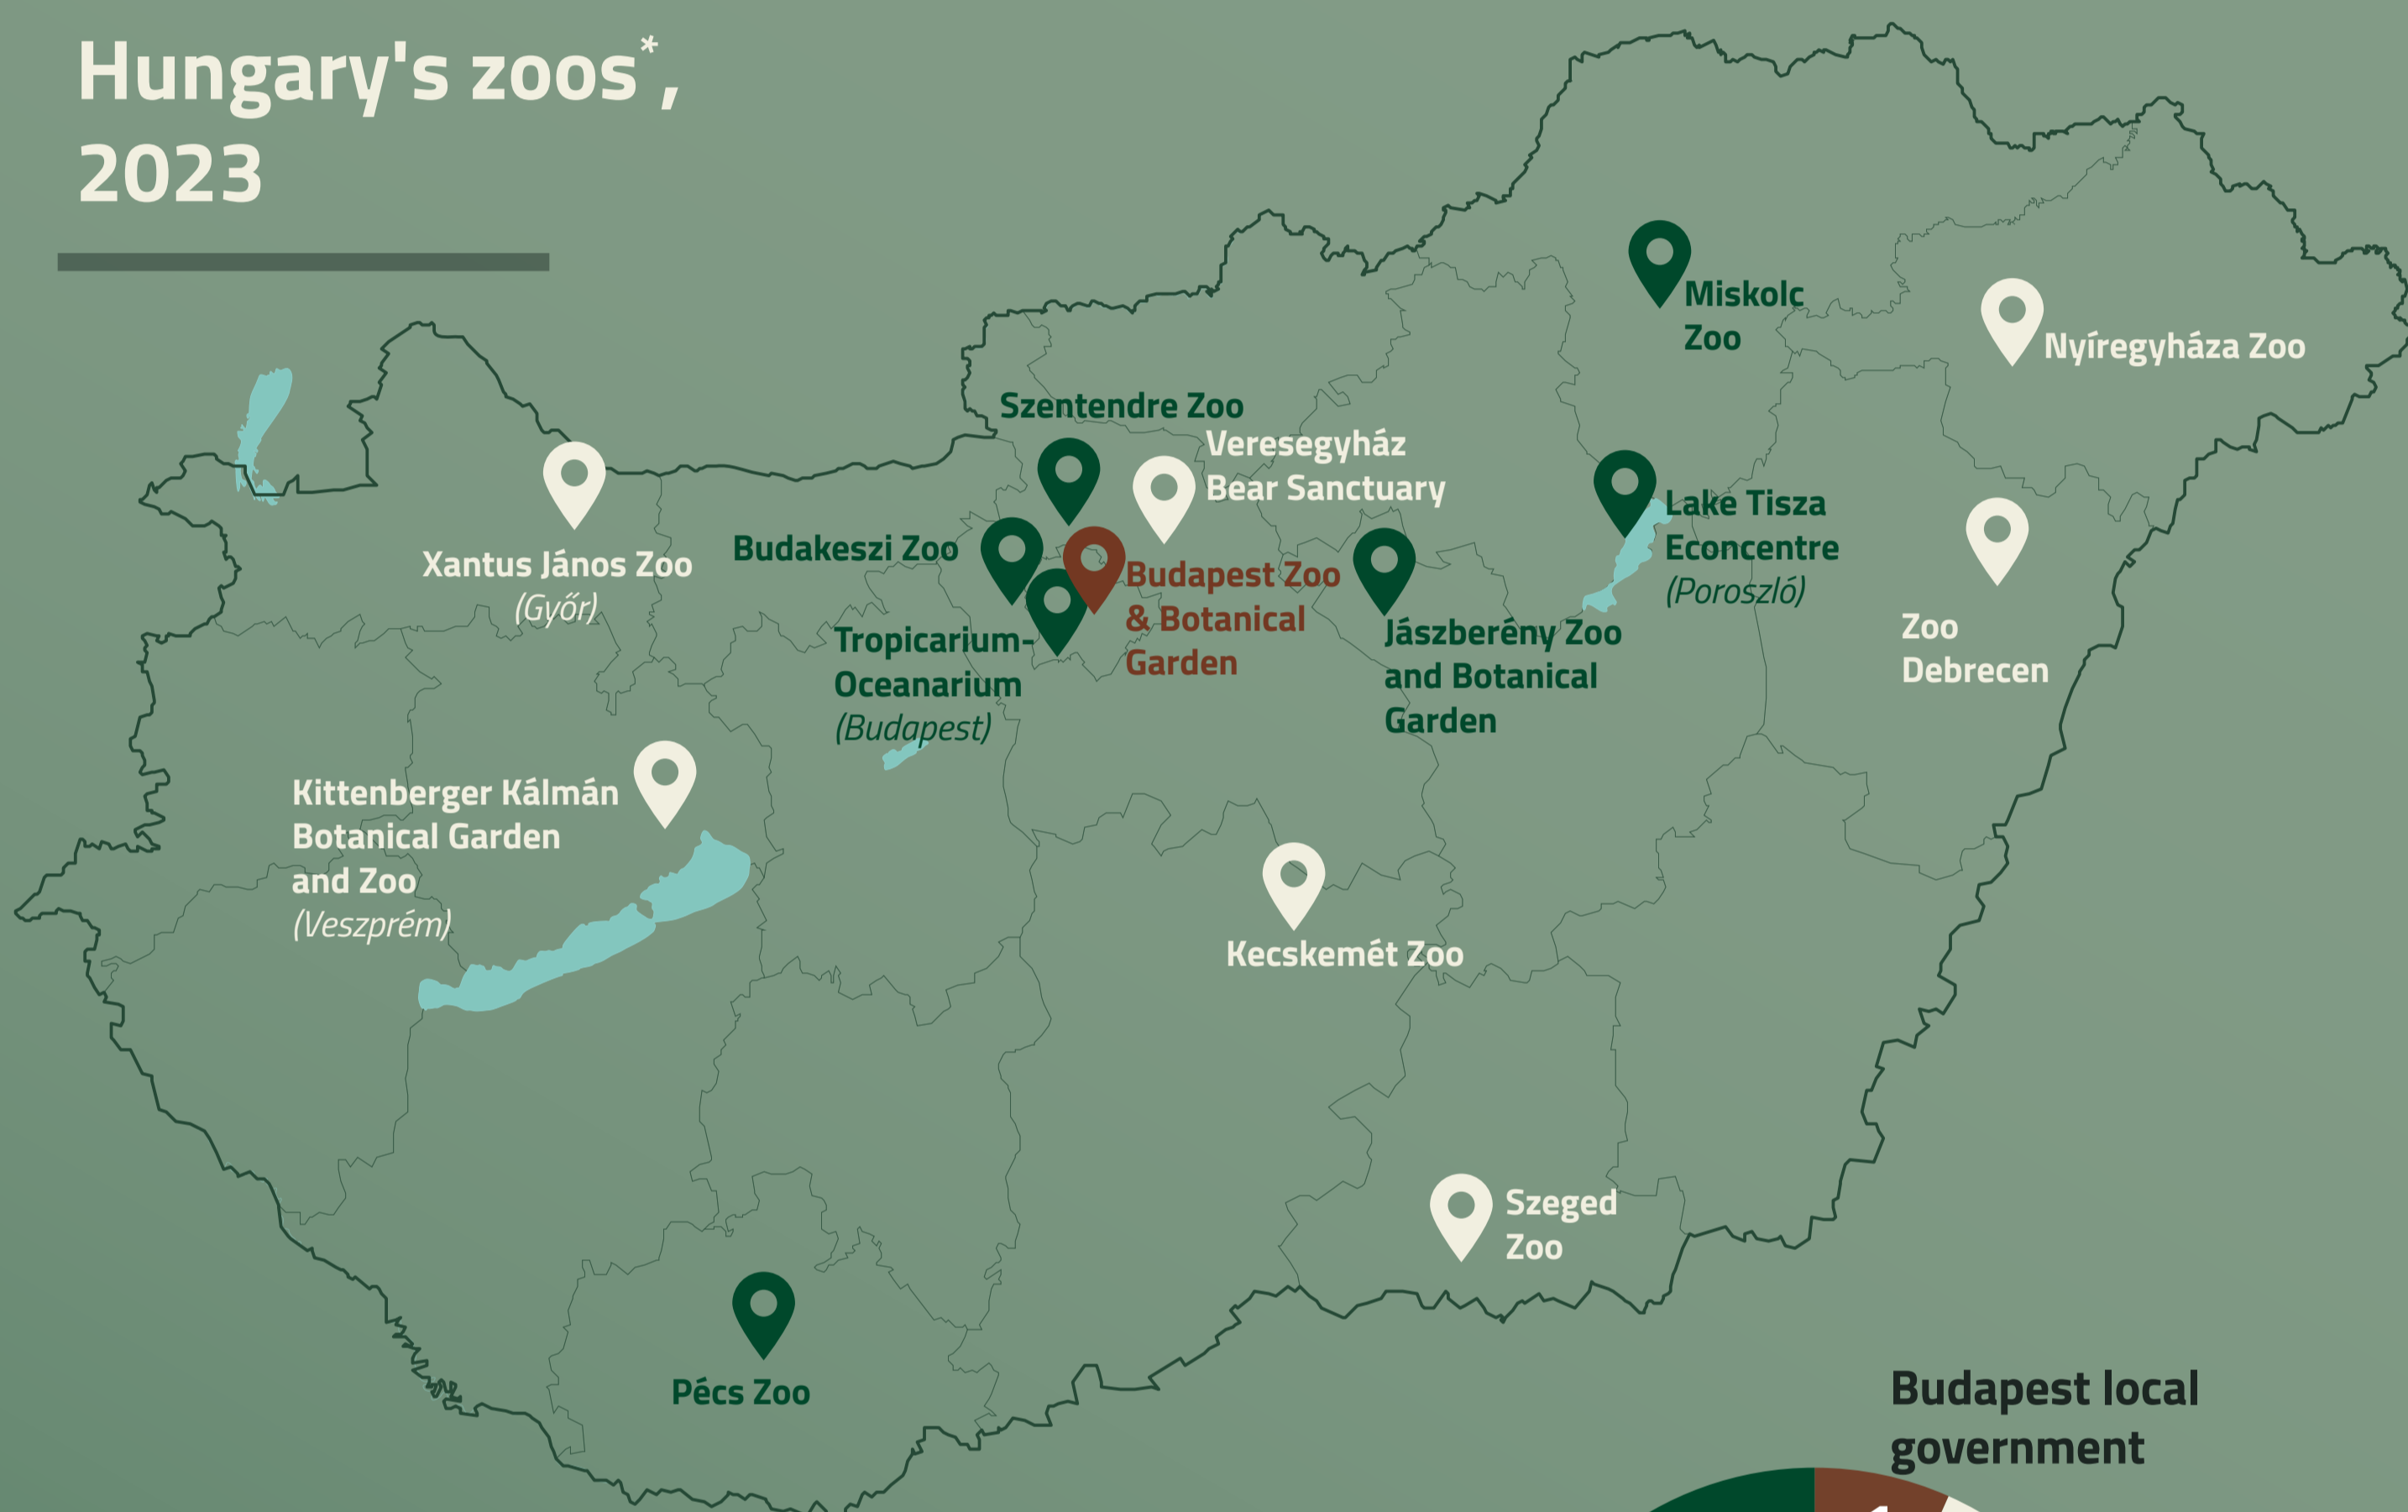 Hungary's zoos*,
2023
Miskolc
Zoo
Nyíregyháza Zoo
Szentendre Zoo
Veresegyház
Bear Sanctuary
Lake Tisza
Ecomcentre
(Poroszló)
Xantus János Zoo
(Győr)
Budakeszi Zoo
Budapest Zoo
& Botanical
Garden
Tropicarium-
Oceanarium
(Budapest)
Jászberény Zoo
and Botanical
Garden
Zoo
Debrecen
Kittenberger Kálmán
Botanical Garden
and Zoo
(Veszprém)
Kecskemét Zoo
Szeged
Zoo
Pécs Zoo
Budapest local
government